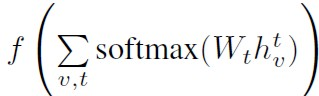 f ( ∑_{v,t} softmax(W_t h_v^t) )